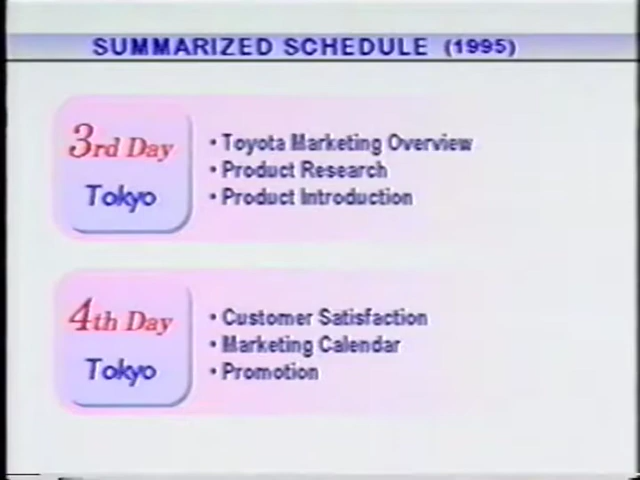 SUMMARIZED SCHEDULE (1995)
3rd Day
Tokyo
• Toyota Marketing Overview
• Product Research
• Product Introduction
4th Day
Tokyo
• Customer Satisfaction
• Marketing Calendar
• Promotion